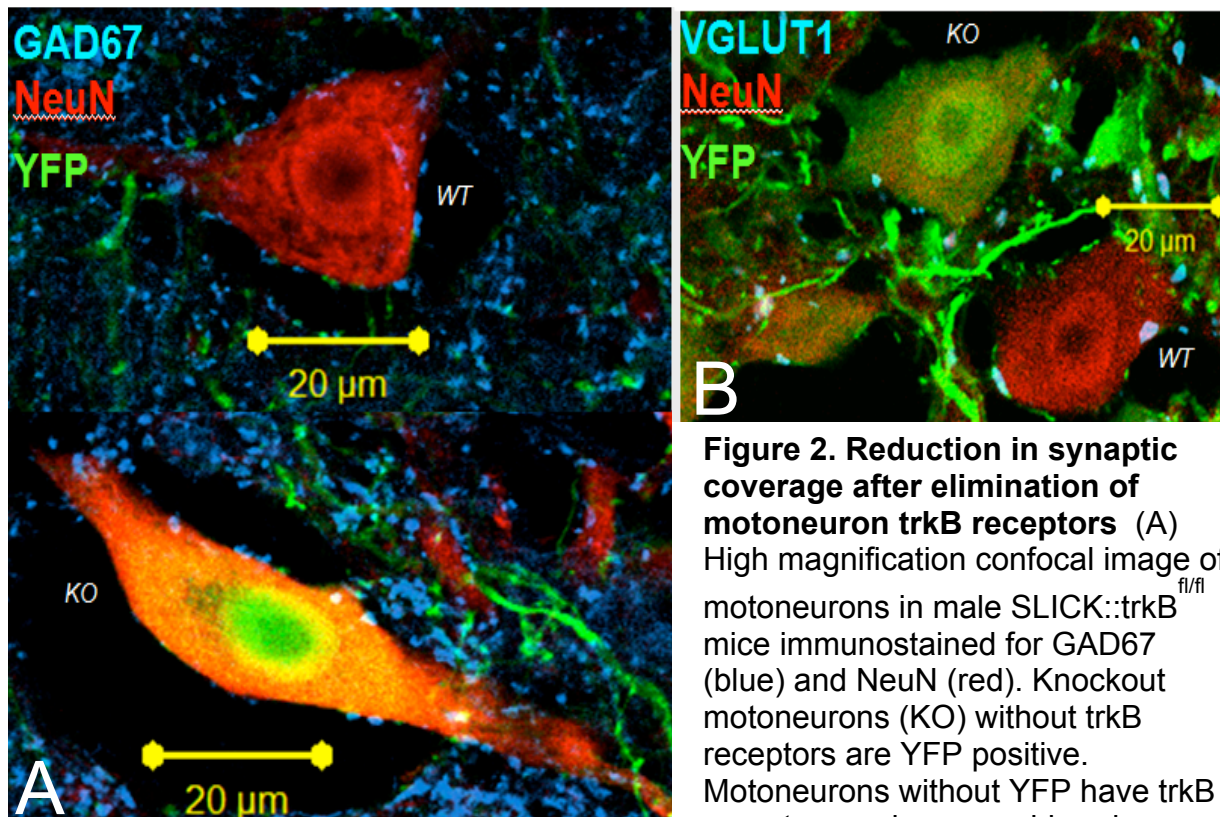 GAD67
NeuN
YFP
WT
20 µm
KO
20 µm
A
VGLUT1
NeuN
YFP
KO
20 µm
WT
B
Figure 2. Reduction in synaptic
coverage after elimination of
motoneuron trkB receptors (A)
High magnification confocal image of
motoneurons in male SLICK::trkB^fl/fl
mice immunostained for GAD67
(blue) and NeuN (red). Knockout
motoneurons (KO) without trkB
receptors are YFP positive.
Motoneurons without YFP have trkB